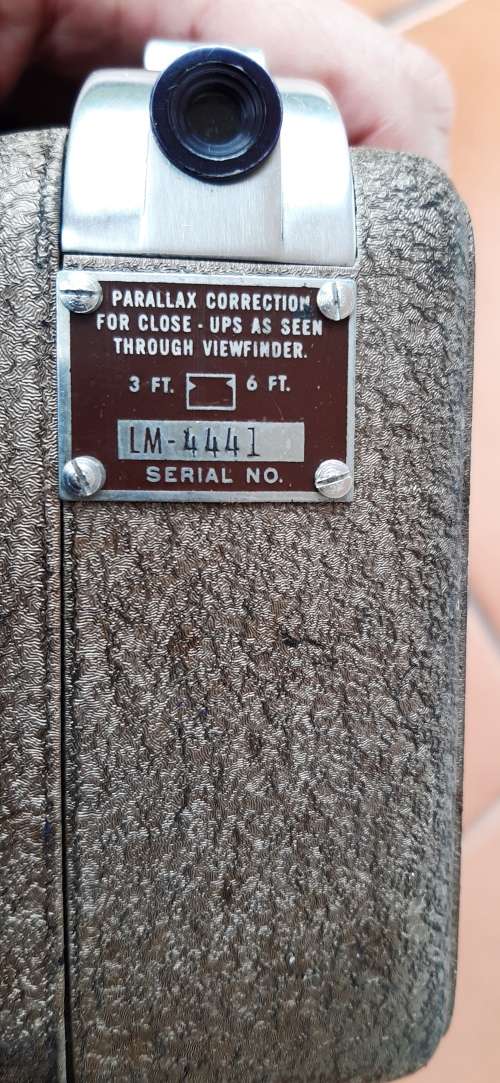 PARALLAX CORRECTION
FOR CLOSE - UPS AS SEEN
THROUGH VIEWFINDER.
3 FT. 6 FT.
LM-4441
SERIAL NO.